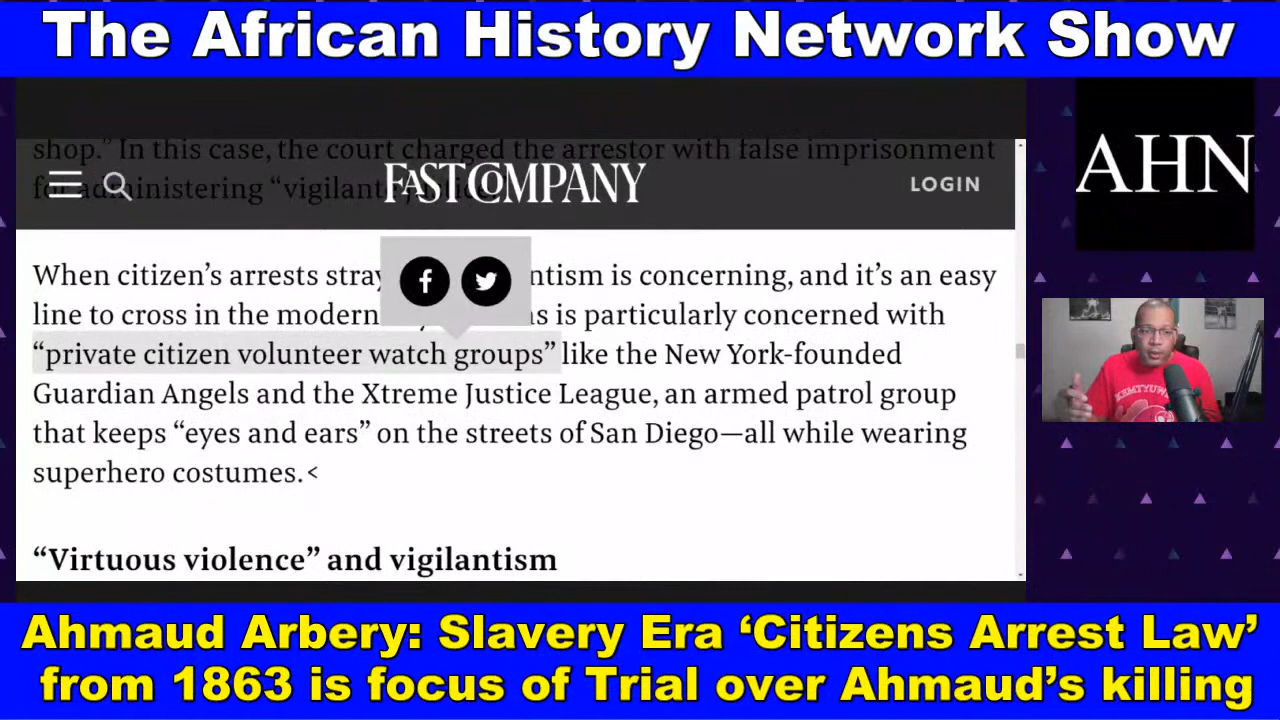 The African History Network Show
shop.” In this case, the court charged the arrestor with false imprisonment
for administering “vigilante
FAST COMPANY
LOGIN
AHN
When citizen’s arrests stray ntism is concerning, and it’s an easy
line to cross in the modern s is particularly concerned with
“private citizen volunteer watch groups” like the New York-founded
Guardian Angels and the Xtreme Justice League, an armed patrol group
that keeps “eyes and ears” on the streets of San Diego—all while wearing
superhero costumes.<
“Virtuous violence” and vigilantism
Ahmaud Arbery: Slavery Era ‘Citizens Arrest Law’
from 1863 is focus of Trial over Ahmaud’s killing